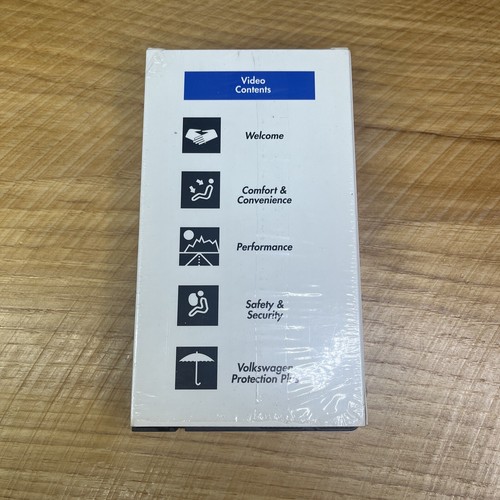 Video
Contents
Welcome
Comfort &
Convenience
Performance
Safety &
Security
Volkswagen
Protection Plus